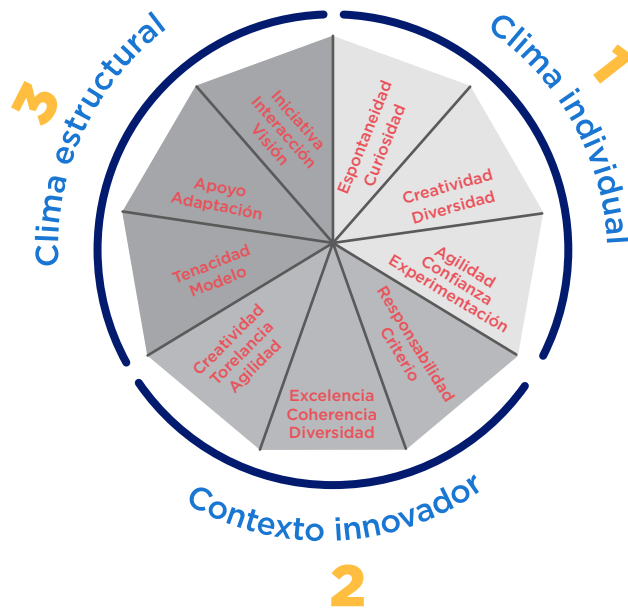 1
Clima individual
Espontaneidad
Curiosidad
Creatividad
Diversidad
Agilidad
Confianza
Experimentación
2
Contexto innovador
Responsabilidad
Criterio
Excelencia
Coherencia
Diversidad
Creatividad
Torelancia
Agilidad
3
Clima estructural
Tenacidad
Modelo
Apoyo
Adaptación
Iniciativa
Interacción
Visión